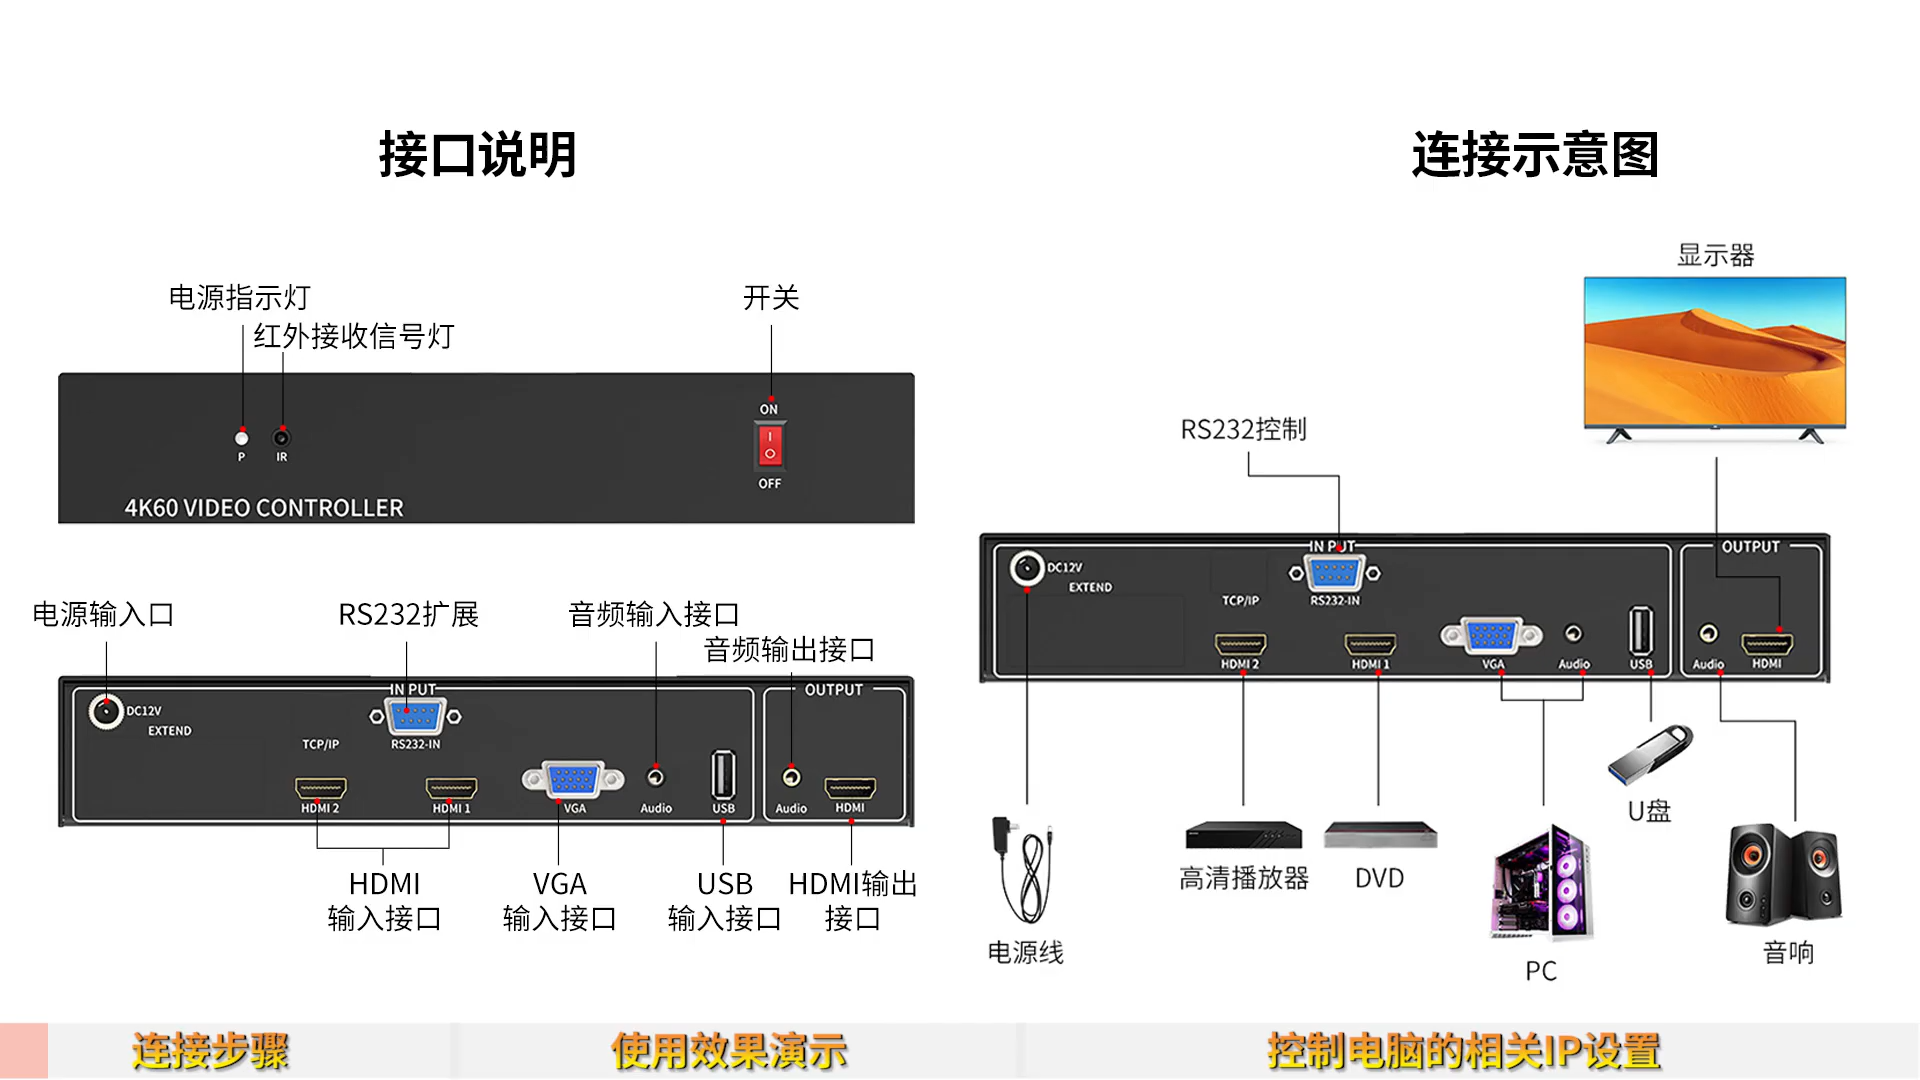 接口说明
电源指示灯
红外接收信号灯
开关
ON
P
IR
OFF
4K60 VIDEO CONTROLLER
电源输入口
RS232扩展
音频输入接口
音频输出接口
IN PUT
OUTPUT
DC12V
EXTEND
TCP/IP
RS232-IN
HDMI 2
HDMI 1
VGA
Audio
USB
Audio
HDMI
HDMI
输入接口
VGA
输入接口
USB
输入接口
HDMI输出
接口
连接示意图
显示器
RS232控制
IN PUT
OUTPUT
DC12V
EXTEND
TCP/IP
RS232-IN
HDMI 2
HDMI 1
VGA
Audio
USB
Audio
HDMI
U盘
高清播放器
DVD
电源线
PC
音响
连接步骤
使用效果演示
控制电脑的相关IP设置